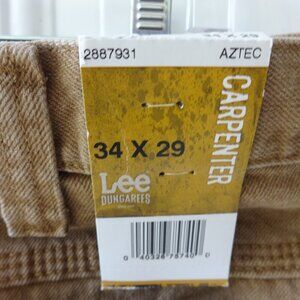 2887931 AZTEC
CARPENTER
34 X 29
Lee
DUNGAREES
0 40326 75740 0